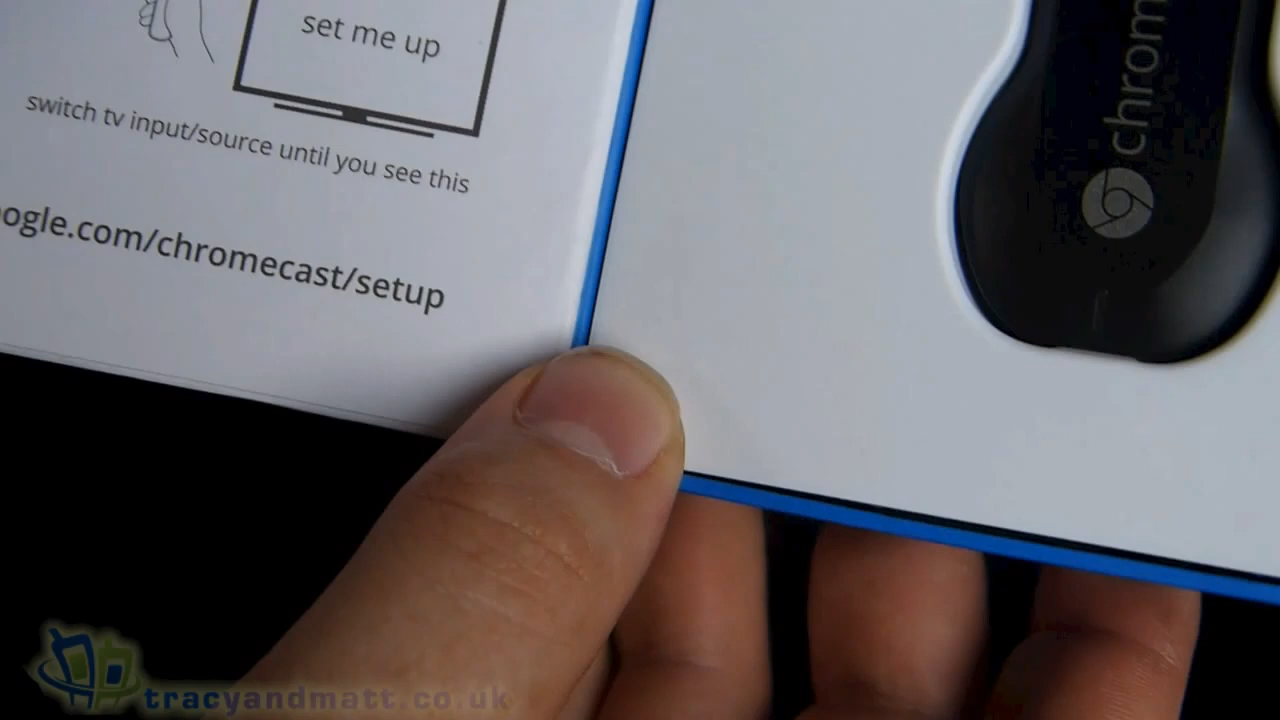 set me up
switch tv input/source until you see this
ogle.com/chromecast/setup
chrom
tracyandmatt.co.uk